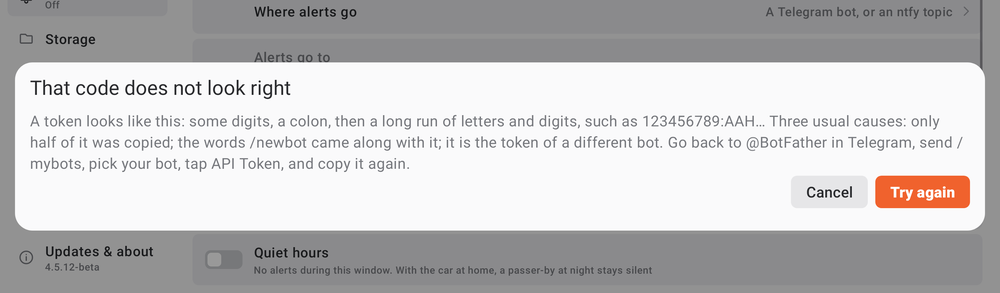 Off
Where alerts go
A Telegram bot, or an ntfy topic
Storage
Alerts go to
That code does not look right
A token looks like this: some digits, a colon, then a long run of letters and digits, such as 123456789:AAH… Three usual causes: only
half of it was copied; the words /newbot came along with it; it is the token of a different bot. Go back to @BotFather in Telegram, send /
mybots, pick your bot, tap API Token, and copy it again.
Cancel
Try again
Updates & about
4.5.12-beta
Quiet hours
No alerts during this window. With the car at home, a passer-by at night stays silent